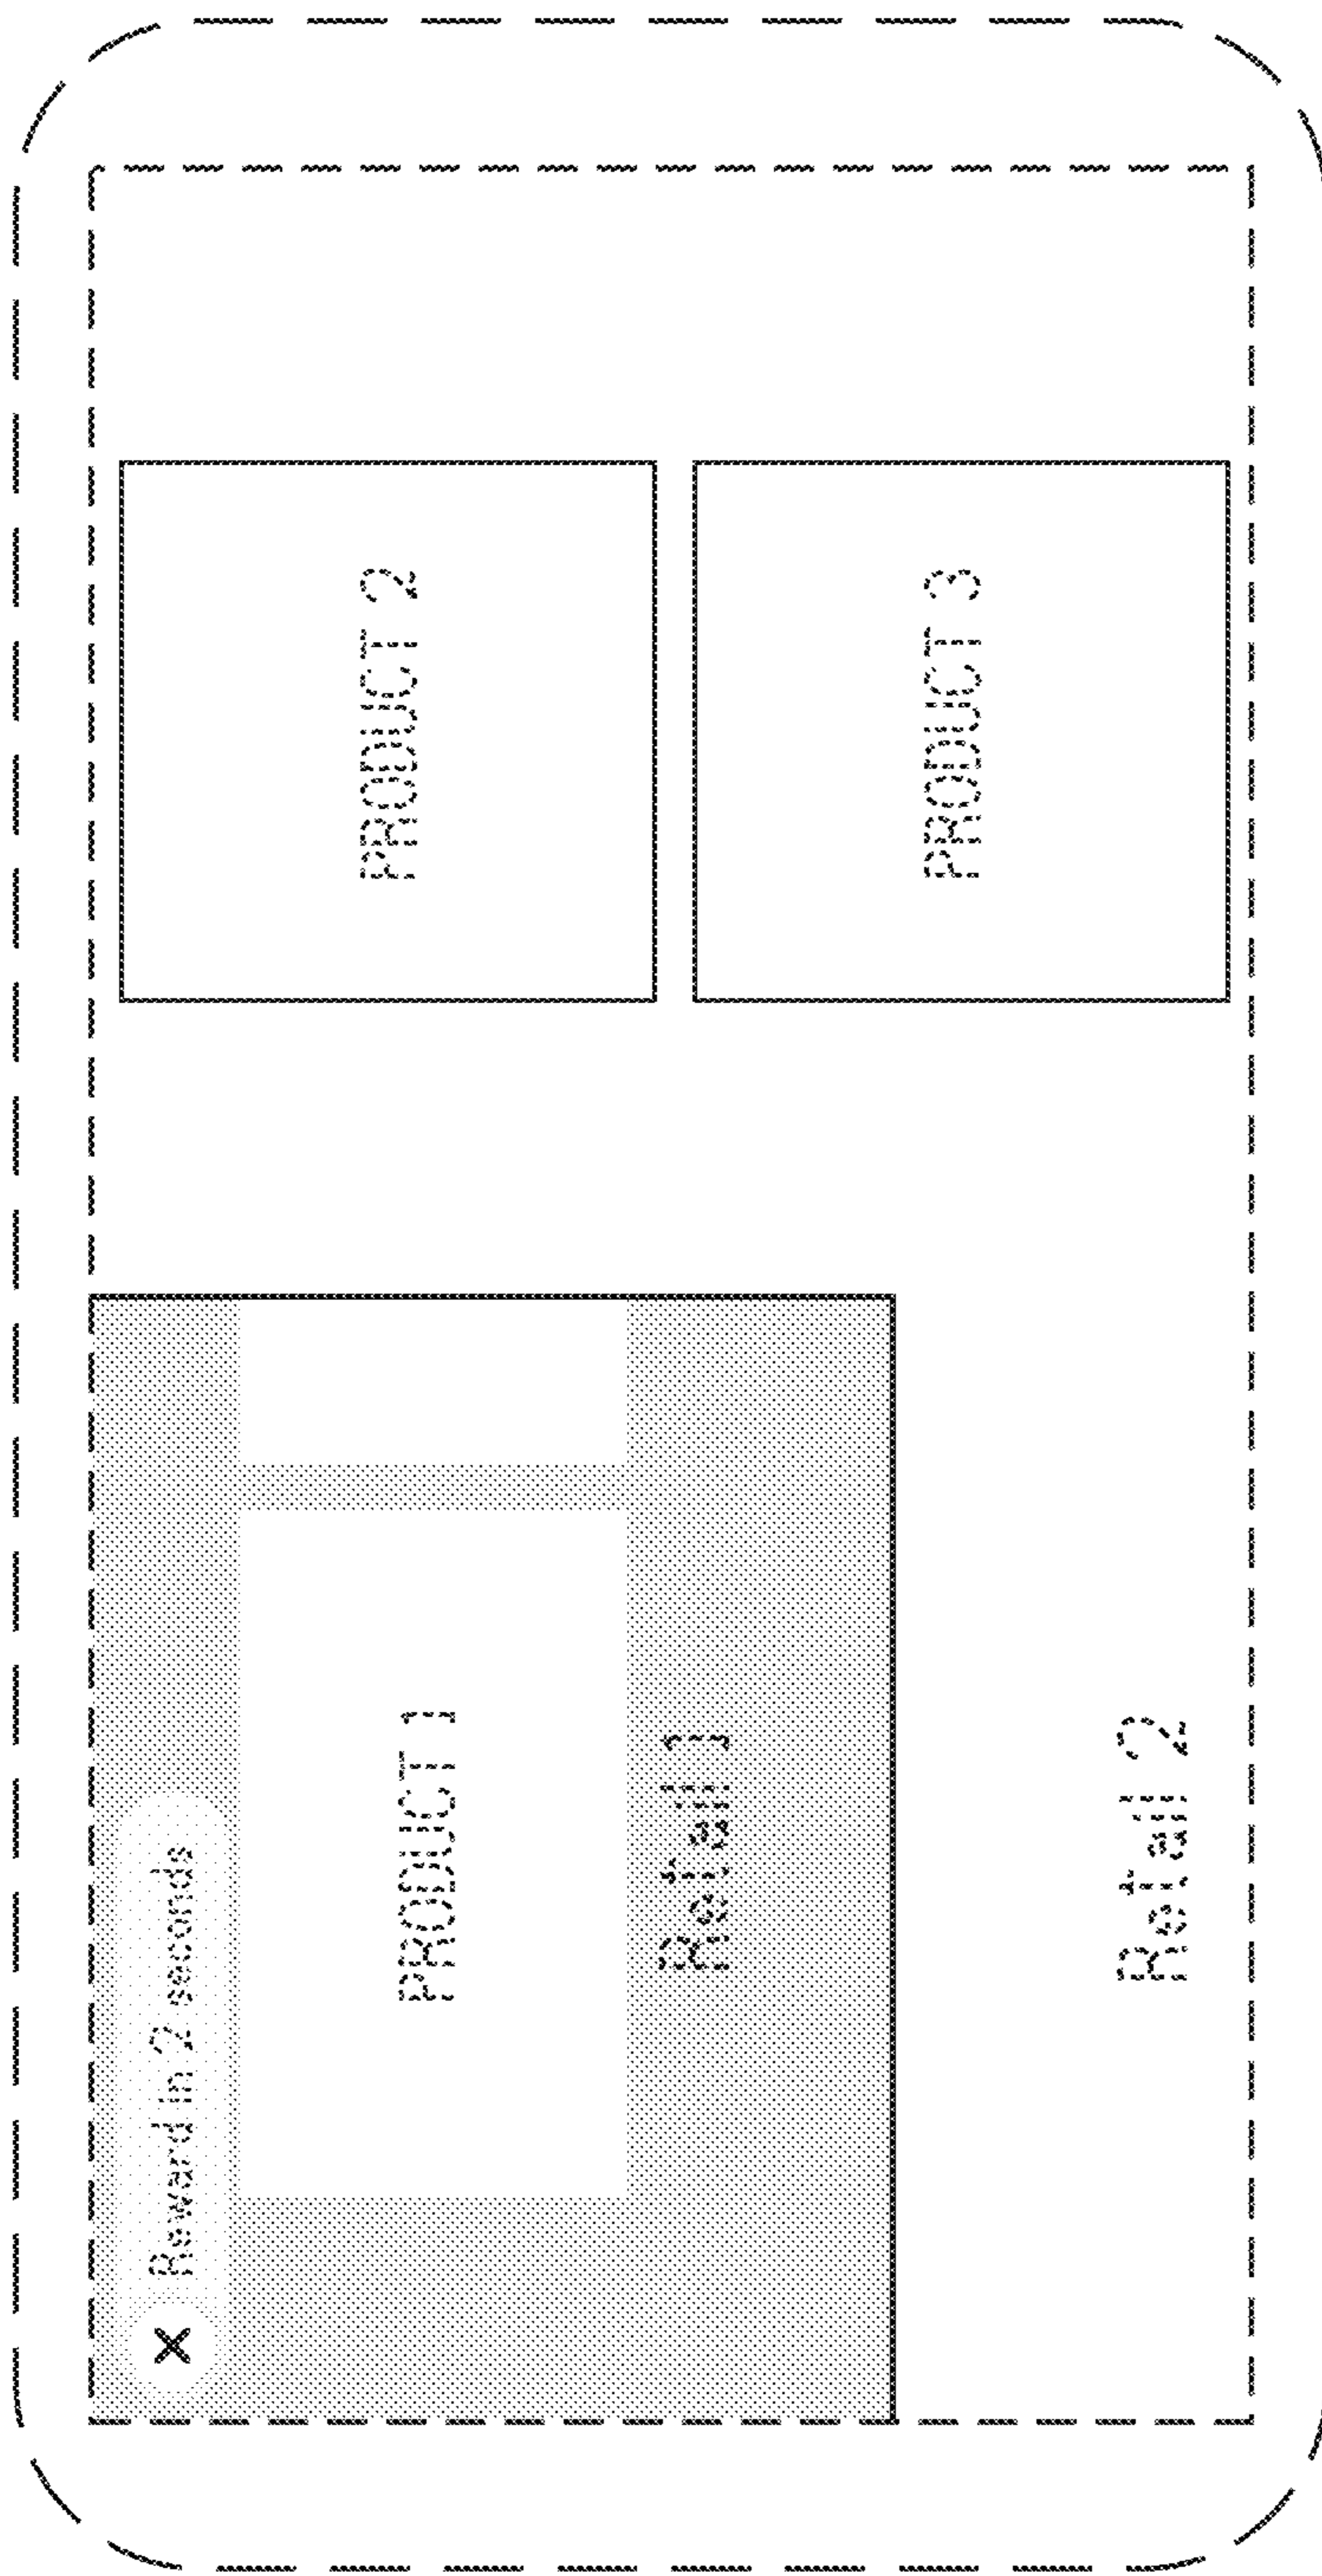 × Reward in 2 seconds
PRODUCT 1
Retail 1
Retail 2
PRODUCT 2
PRODUCT 3